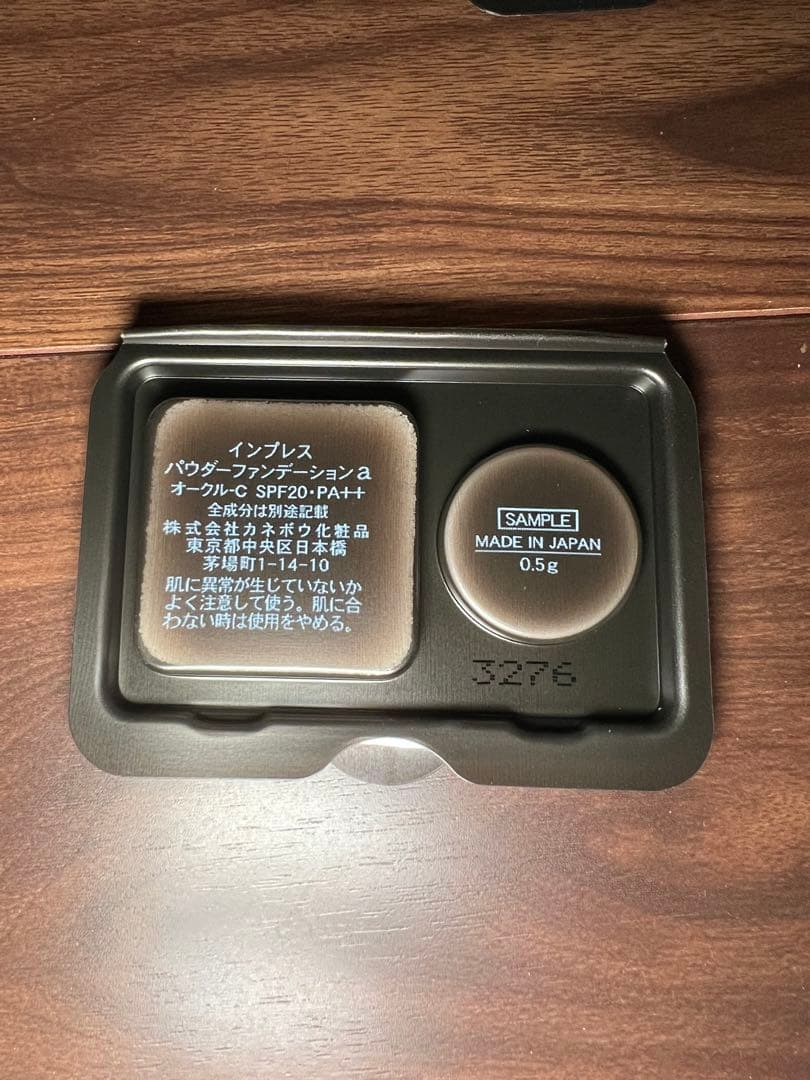 インプレス
パウダーファンデーションa
オークル-C SPF20・PA++
全成分は別途記載
株式会社カネボウ化粧品
東京都中央区日本橋
茅場町1-14-10
肌に異常が生じていないか
よく注意して使う。肌に合
わない時は使用をやめる。
SAMPLE
MADE IN JAPAN
0.5g
3276